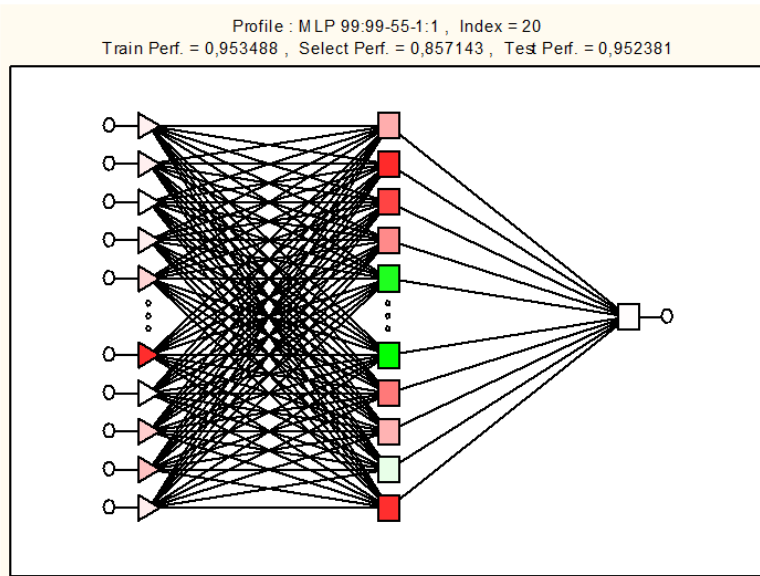 Profile : MLP 99:99-55-1:1 , Index = 20
Train Perf. = 0,953488 , Select Perf. = 0,857143 , Test Perf. = 0,952381